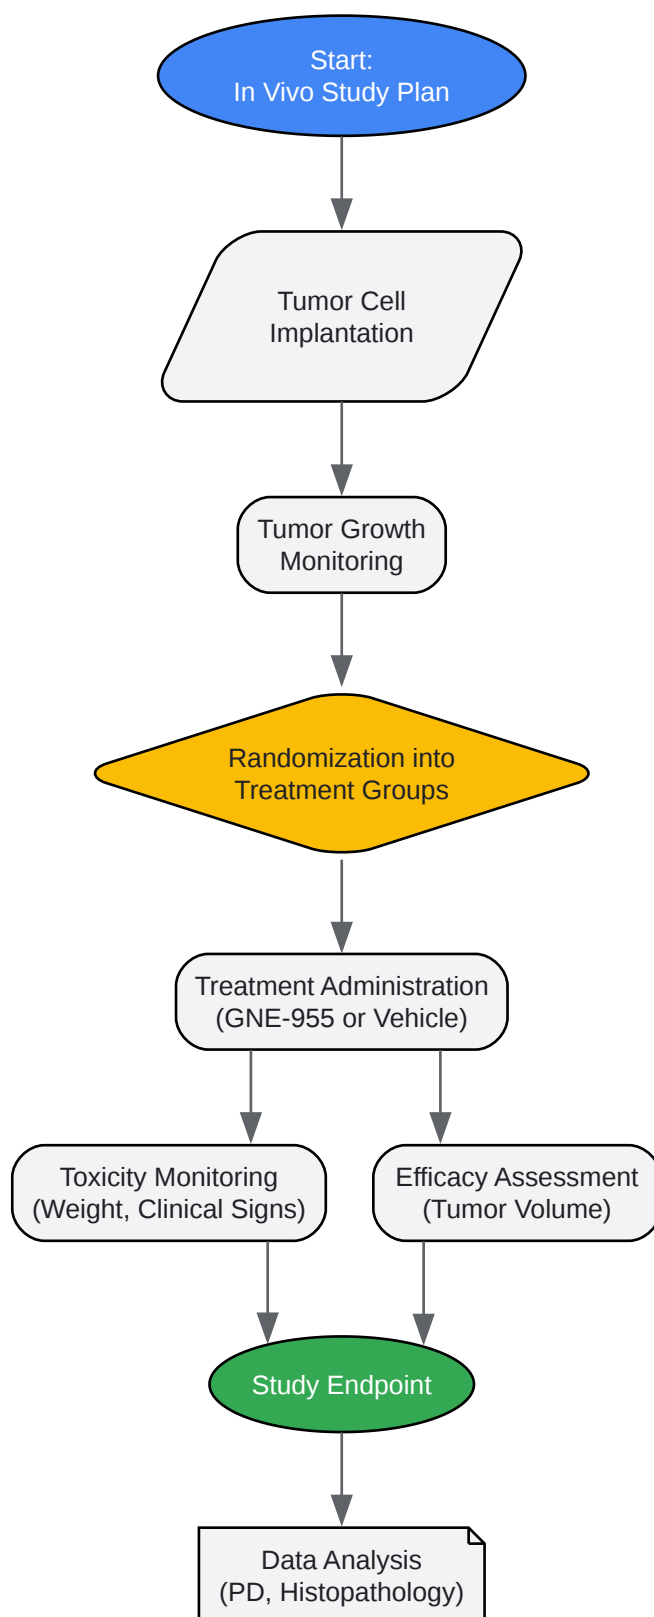 Start:
In Vivo Study Plan
Tumor Cell
Implantation
Tumor Growth
Monitoring
Randomization into
Treatment Groups
Treatment Administration
(GNE-955 or Vehicle)
Toxicity Monitoring
(Weight, Clinical Signs)
Efficacy Assessment
(Tumor Volume)
Study Endpoint
Data Analysis
(PD, Histopathology)